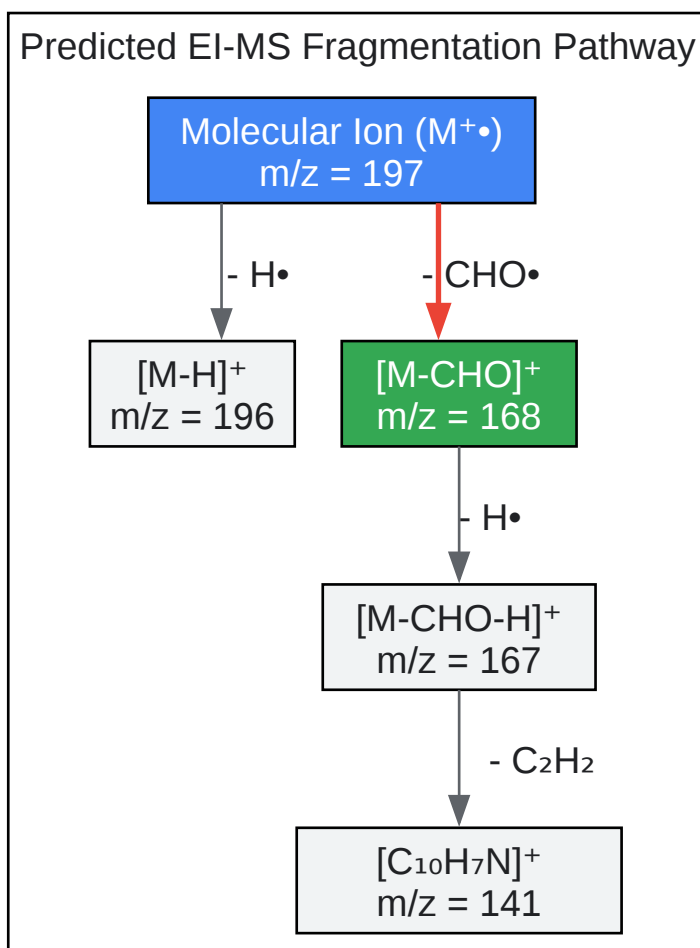 Predicted EI-MS Fragmentation Pathway
Molecular Ion (M⁺•)
m/z = 197
- H•
- CHO•
[M-H]⁺
m/z = 196
[M-CHO]⁺
m/z = 168
- H•
[M-CHO-H]⁺
m/z = 167
- C₂H₂
[C₁₀H₇N]⁺
m/z = 141